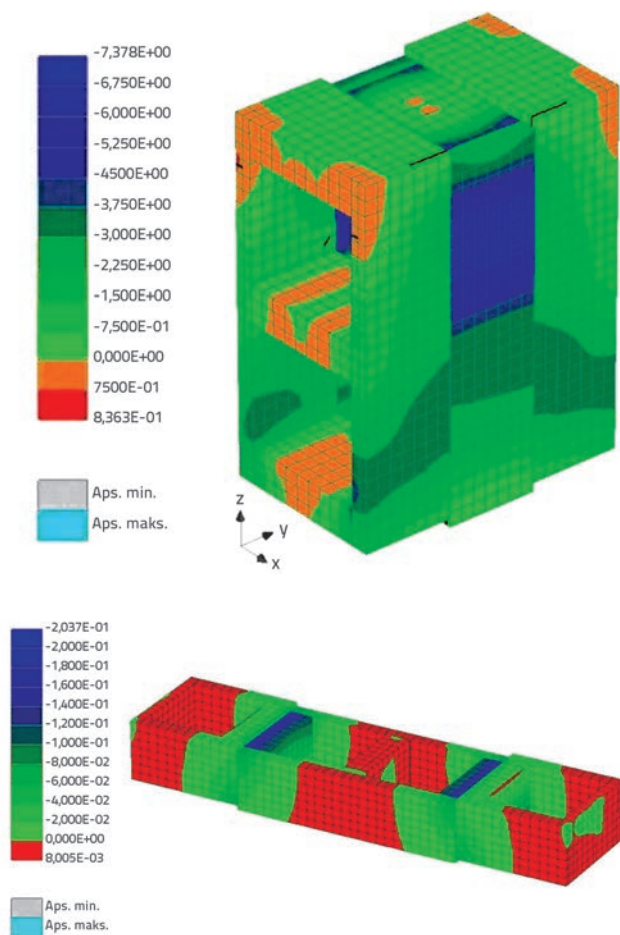 -7,378E+00
-6,750E+00
-6,000E+00
-5,250E+00
-4500E+00
-3,750E+00
-3,000E+00
-2,250E+00
-1,500E+00
-7,500E-01
0,000E+00
7500E-01
8,363E-01
Aps. min.
Aps. maks.
z
y
x
-2,037E-01
-2,000E-01
-1,800E-01
-1,600E-01
-1,400E-01
-1,200E-01
-1,000E-01
-8,000E-02
-6,000E-02
-4,000E-02
-2,000E-02
0,000E+00
8,005E-03
Aps. min.
Aps. maks.